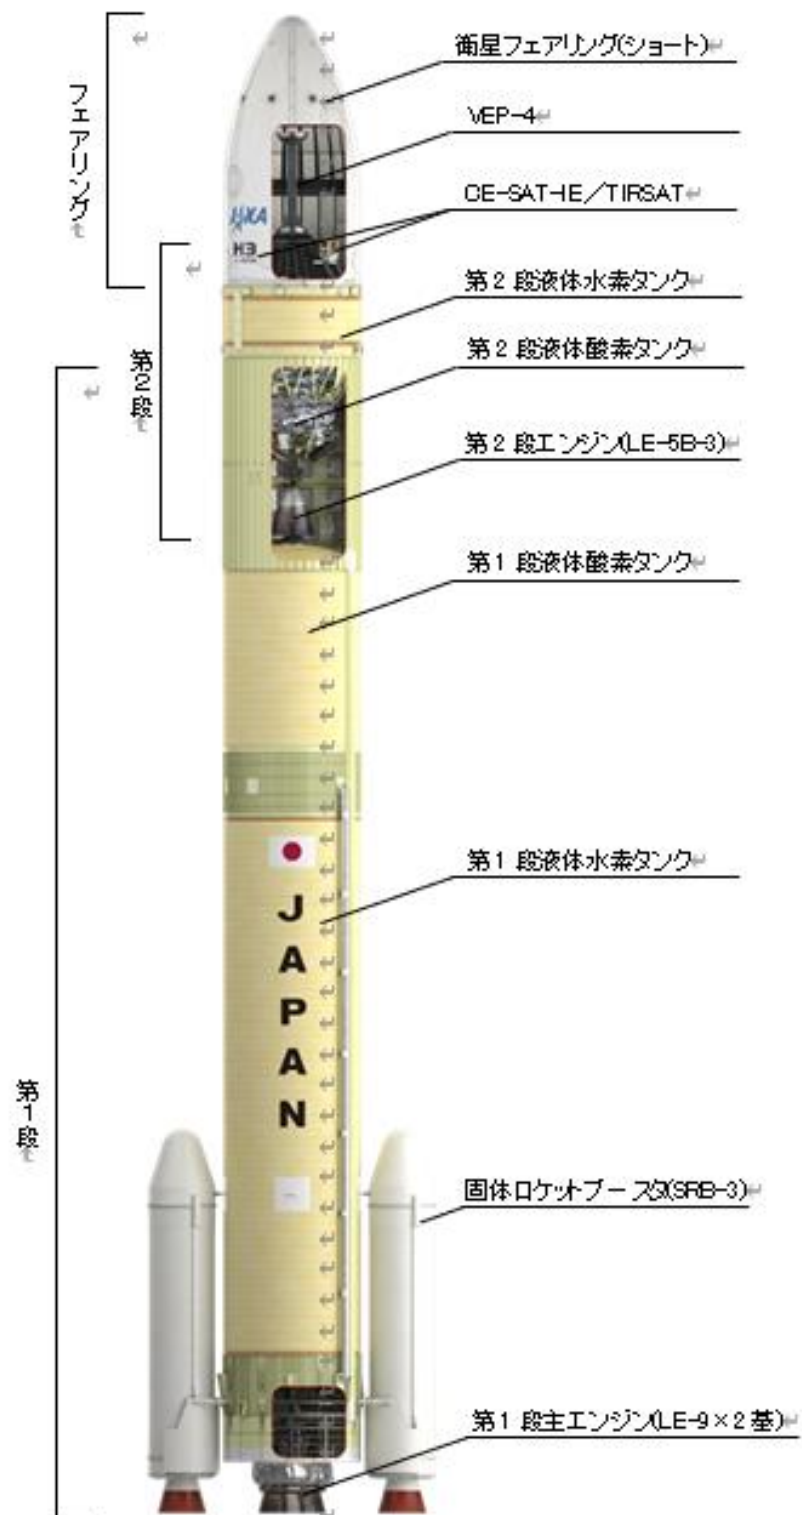 衛星フェアリング(ショート)
VEP-4
CE-SAT-IE/TIRSAT
フェアリング
JAXA
H3
第2段液体水素タンク
第2段液体酸素タンク
第2段
第2段エンジン(LE-5B-3)
第1段液体酸素タンク
第1段液体水素タンク
JAPAN
第1段
固体ロケットブースタ(SRB-3)
第1段主エンジン(LE-9×2基)